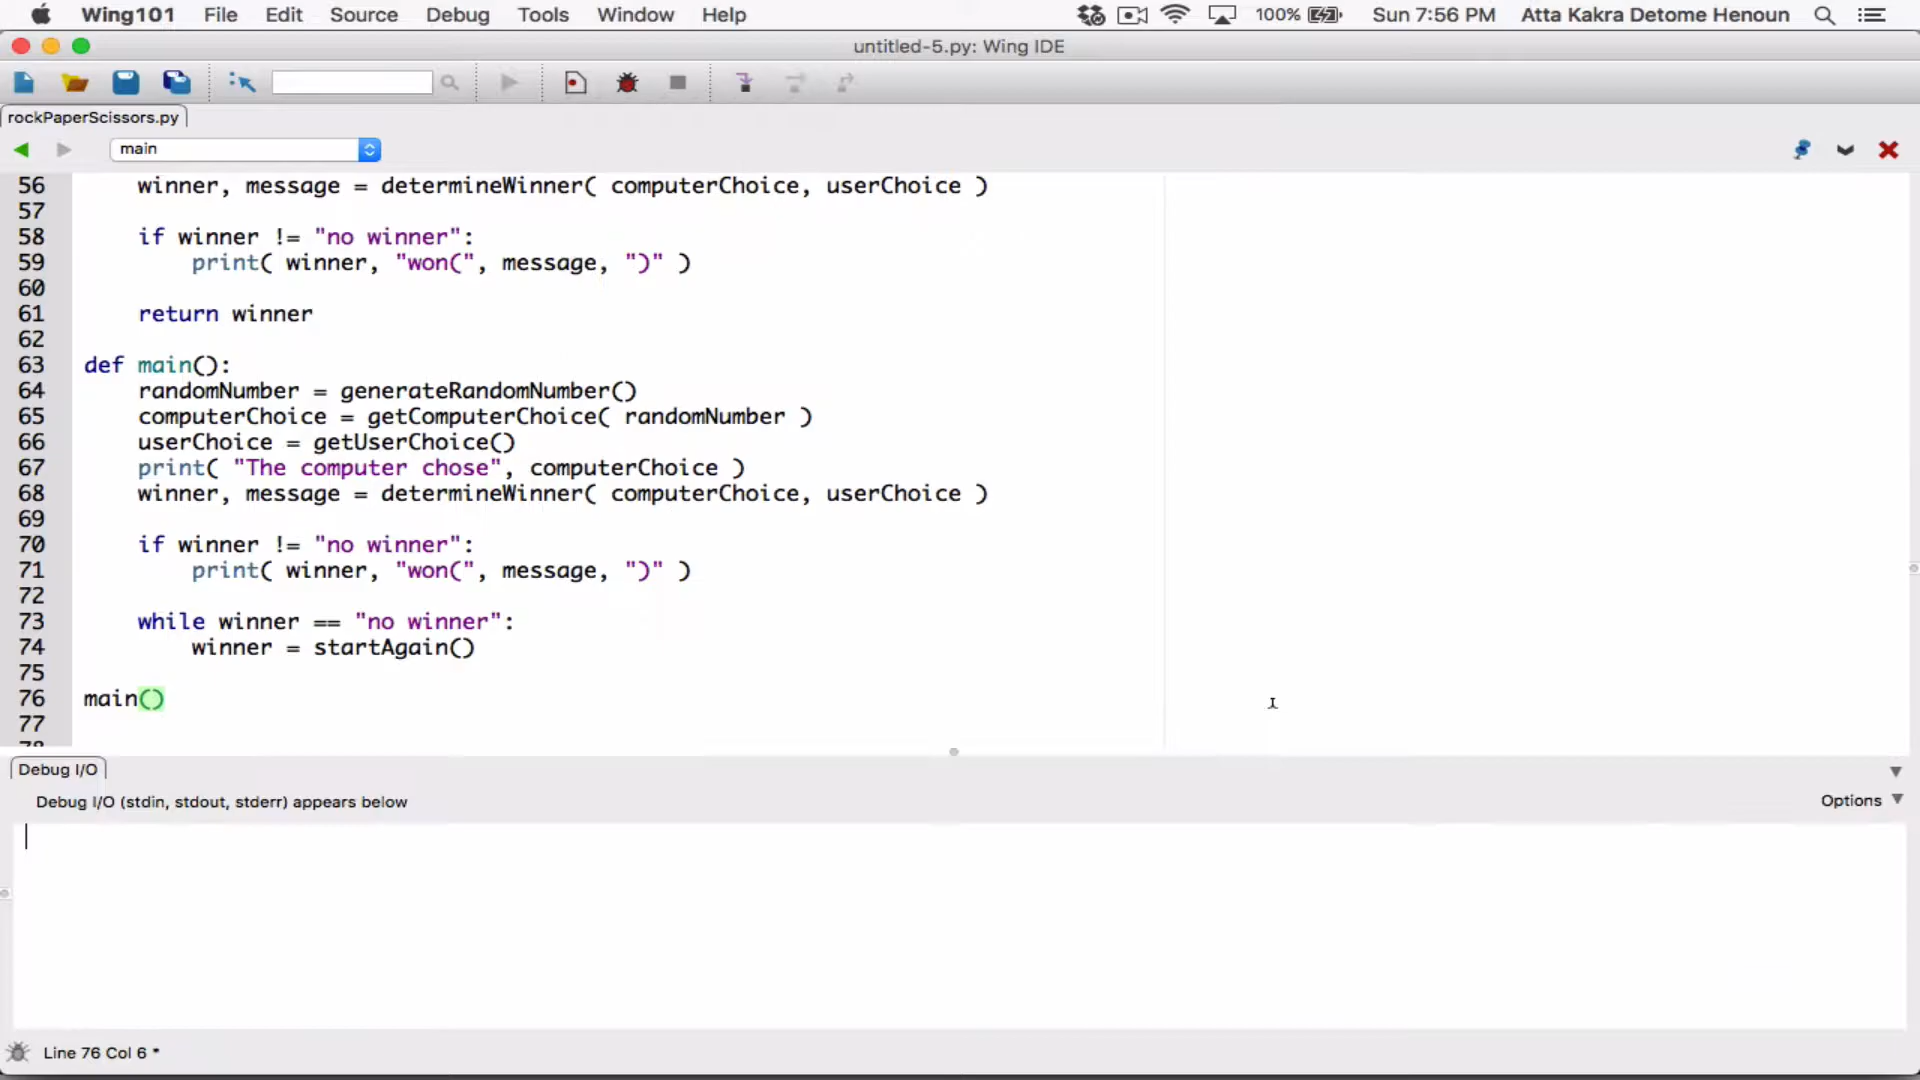 Wing101 File Edit Source Debug Tools Window Help 100% Sun 7:56 PM Atta Kakra Detome Henoun
untitled-5.py: Wing IDE
rockPaperScissors.py
main
56 winner, message = determineWinner( computerChoice, userChoice )
57
58 if winner != "no winner":
59 print( winner, "won(", message, ")" )
60
61 return winner
62
63 def main():
64 randomNumber = generateRandomNumber()
65 computerChoice = getComputerChoice( randomNumber )
66 userChoice = getUserChoice()
67 print( "The computer chose", computerChoice )
68 winner, message = determineWinner( computerChoice, userChoice )
69
70 if winner != "no winner":
71 print( winner, "won(", message, ")" )
72
73 while winner == "no winner":
74 winner = startAgain()
75
76 main()
77
Debug I/O
Debug I/O (stdin, stdout, stderr) appears below
Options
Line 76 Col 6 *